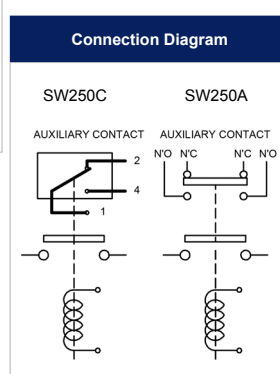 Connection Diagram
SW250C SW250A
AUXILIARY CONTACT AUXILIARY CONTACT
N'O N'C N'C N'O
2
4
1